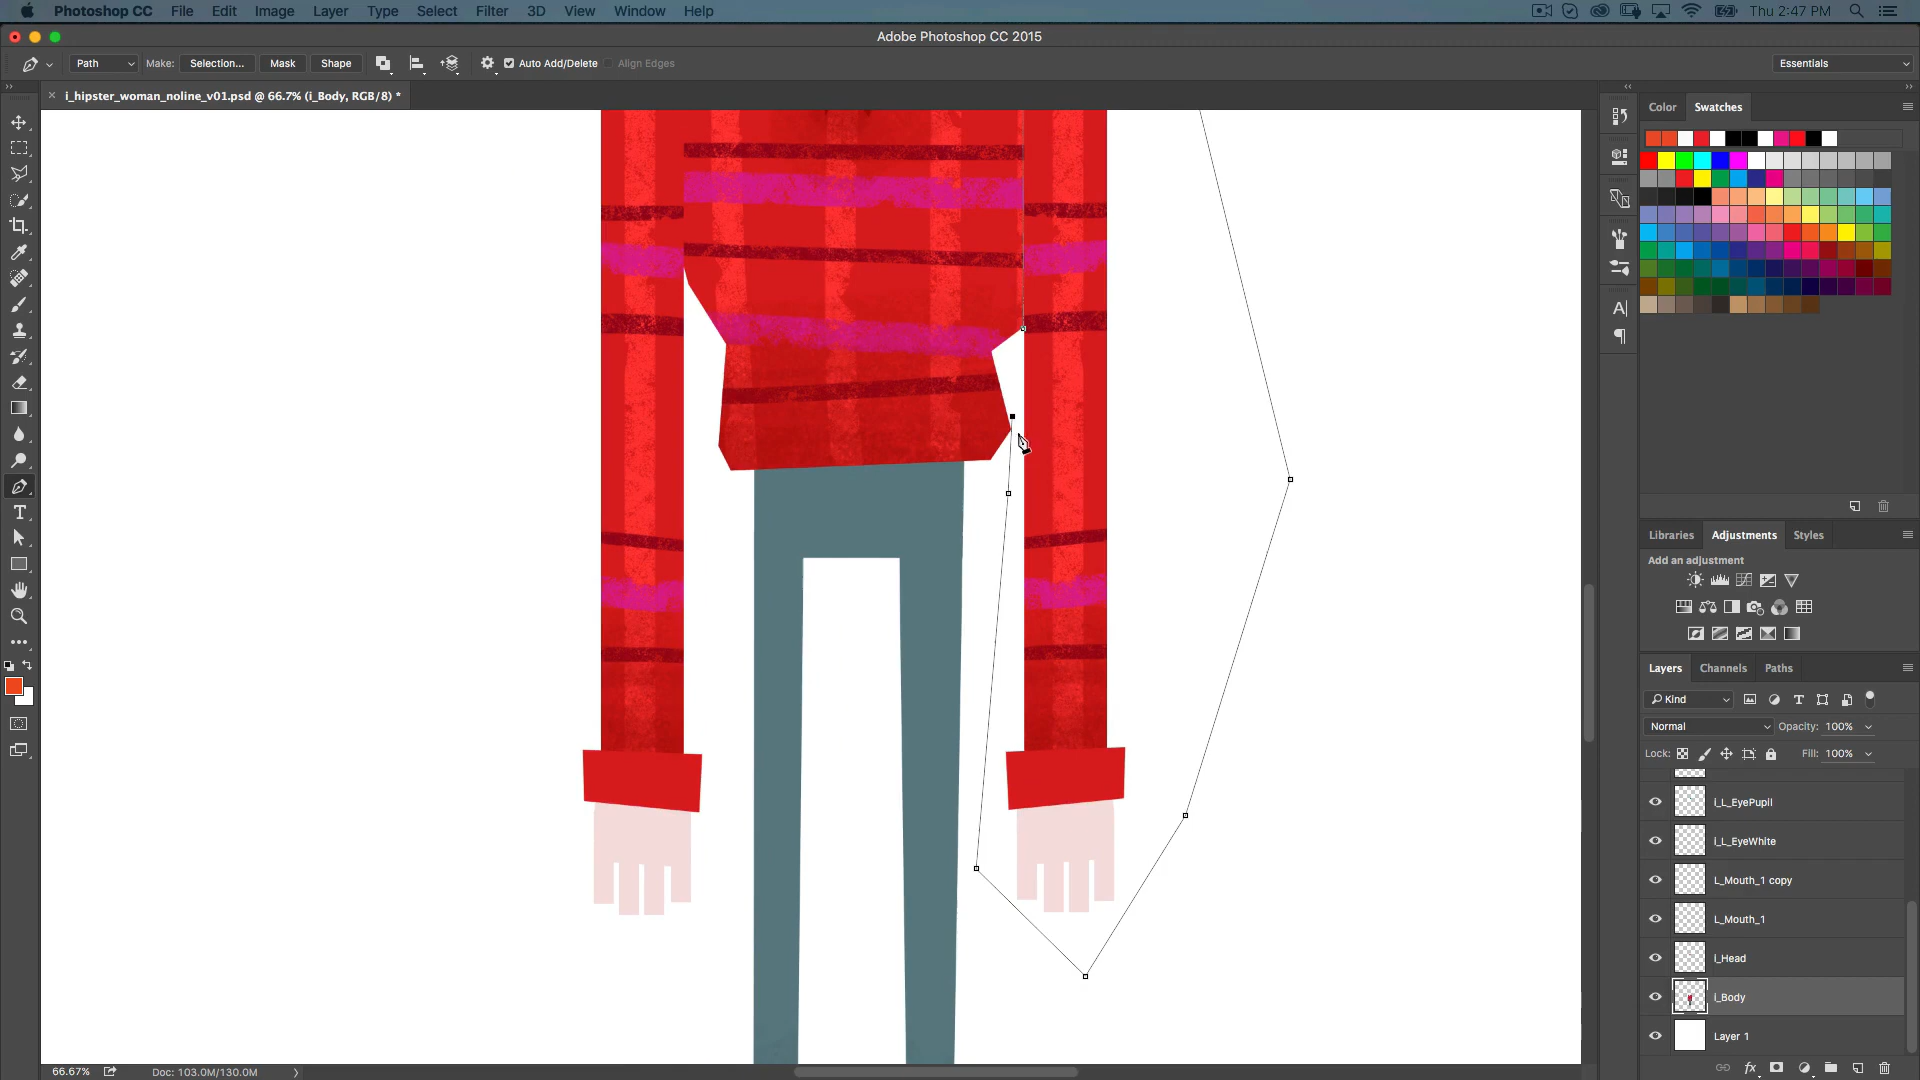 Photoshop CC File Edit Image Layer Type Select Filter 3D View Window Help Thu 2:47 PM
Adobe Photoshop CC 2015
Path Make: Selection... Mask Shape Auto Add/Delete Align Edges Essentials
i_hipster_woman_noline_v01.psd @ 66.7% (i_Body, RGB/8) *
Color Swatches
Libraries Adjustments Styles
Add an adjustment
Layers Channels Paths
Kind
Normal Opacity: 100%
Lock: Fill: 100%
i_L_EyePupil
i_L_EyeWhite
L_Mouth_1 copy
L_Mouth_1
i_Head
i_Body
Layer 1
66.67% Doc: 103.0M/130.0M